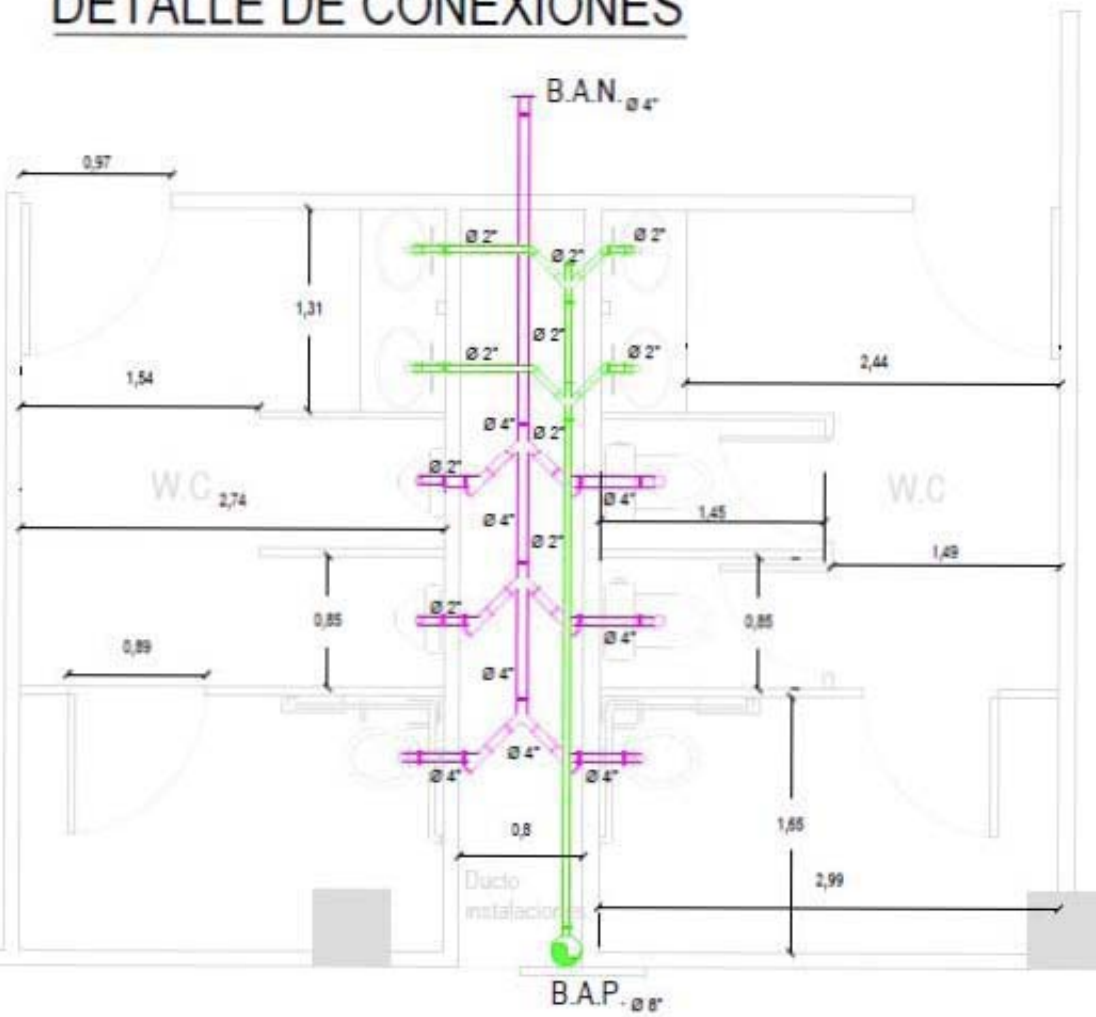 DETALLE DE CONEXIONES
B.A.N. Ø 4"
0,97
Ø 2" Ø 2" Ø 2"
1,31
Ø 2"
Ø 2" Ø 2"
1,54 2,44
Ø 4" Ø 2"
Ø 2"
W.C W.C
2,74 Ø 4" 1,45
Ø 4"
Ø 2"
1,49
Ø 2"
0,85 0,85
Ø 4"
0,89
Ø 4"
Ø 4"
Ø 4" Ø 4"
0,8 1,65
Ducto 2,99
instalaciones
B.A.P. Ø 8"